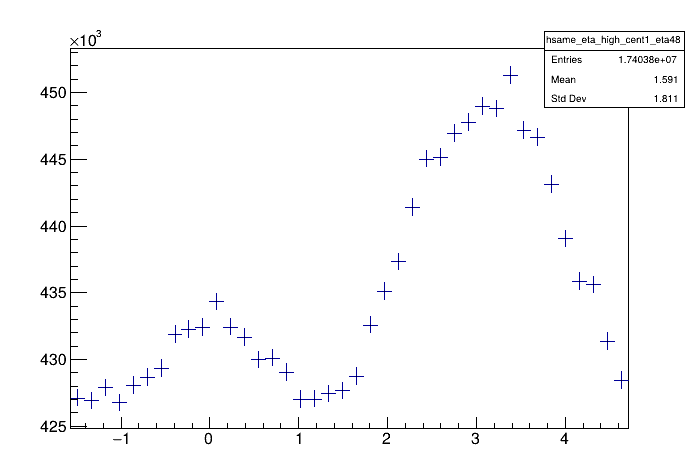 ×10³
hsame_eta_high_cent1_eta48
Entries 1.74038e+07
Mean 1.591
Std Dev 1.811
450
445
440
435
430
425
−1 0 1 2 3 4